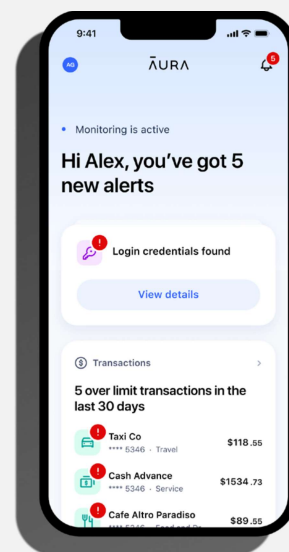 9:41
AG
ĀURA
5
Monitoring is active
Hi Alex, you’ve got 5
new alerts
Login credentials found
View details
Transactions
5 over limit transactions in the
last 30 days
Taxi Co
**** 5346 · Travel
$118.55
Cash Advance
**** 5346 · Service
$1534.73
Cafe Altro Paradiso
$89.55